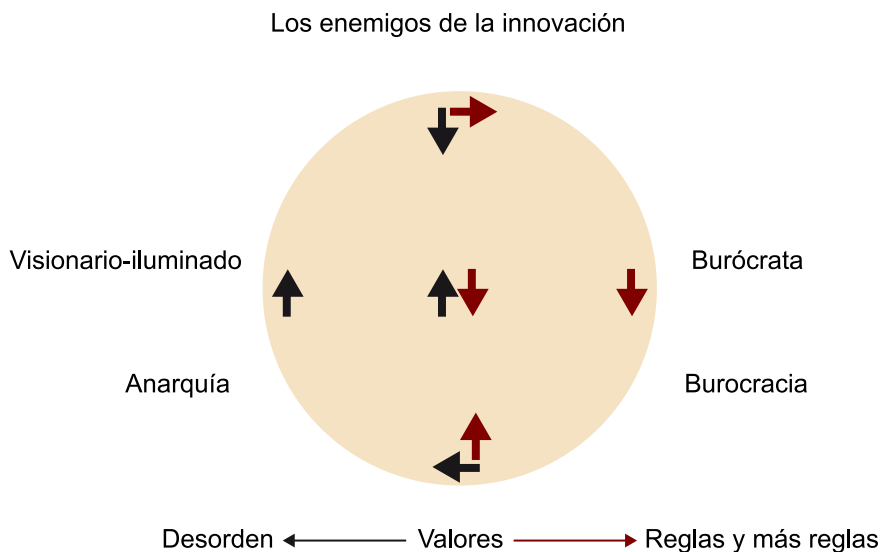 Los enemigos de la innovación
Visionario-iluminado
Burócrata
Anarquía
Burocracia
Desorden
Valores
Reglas y más reglas